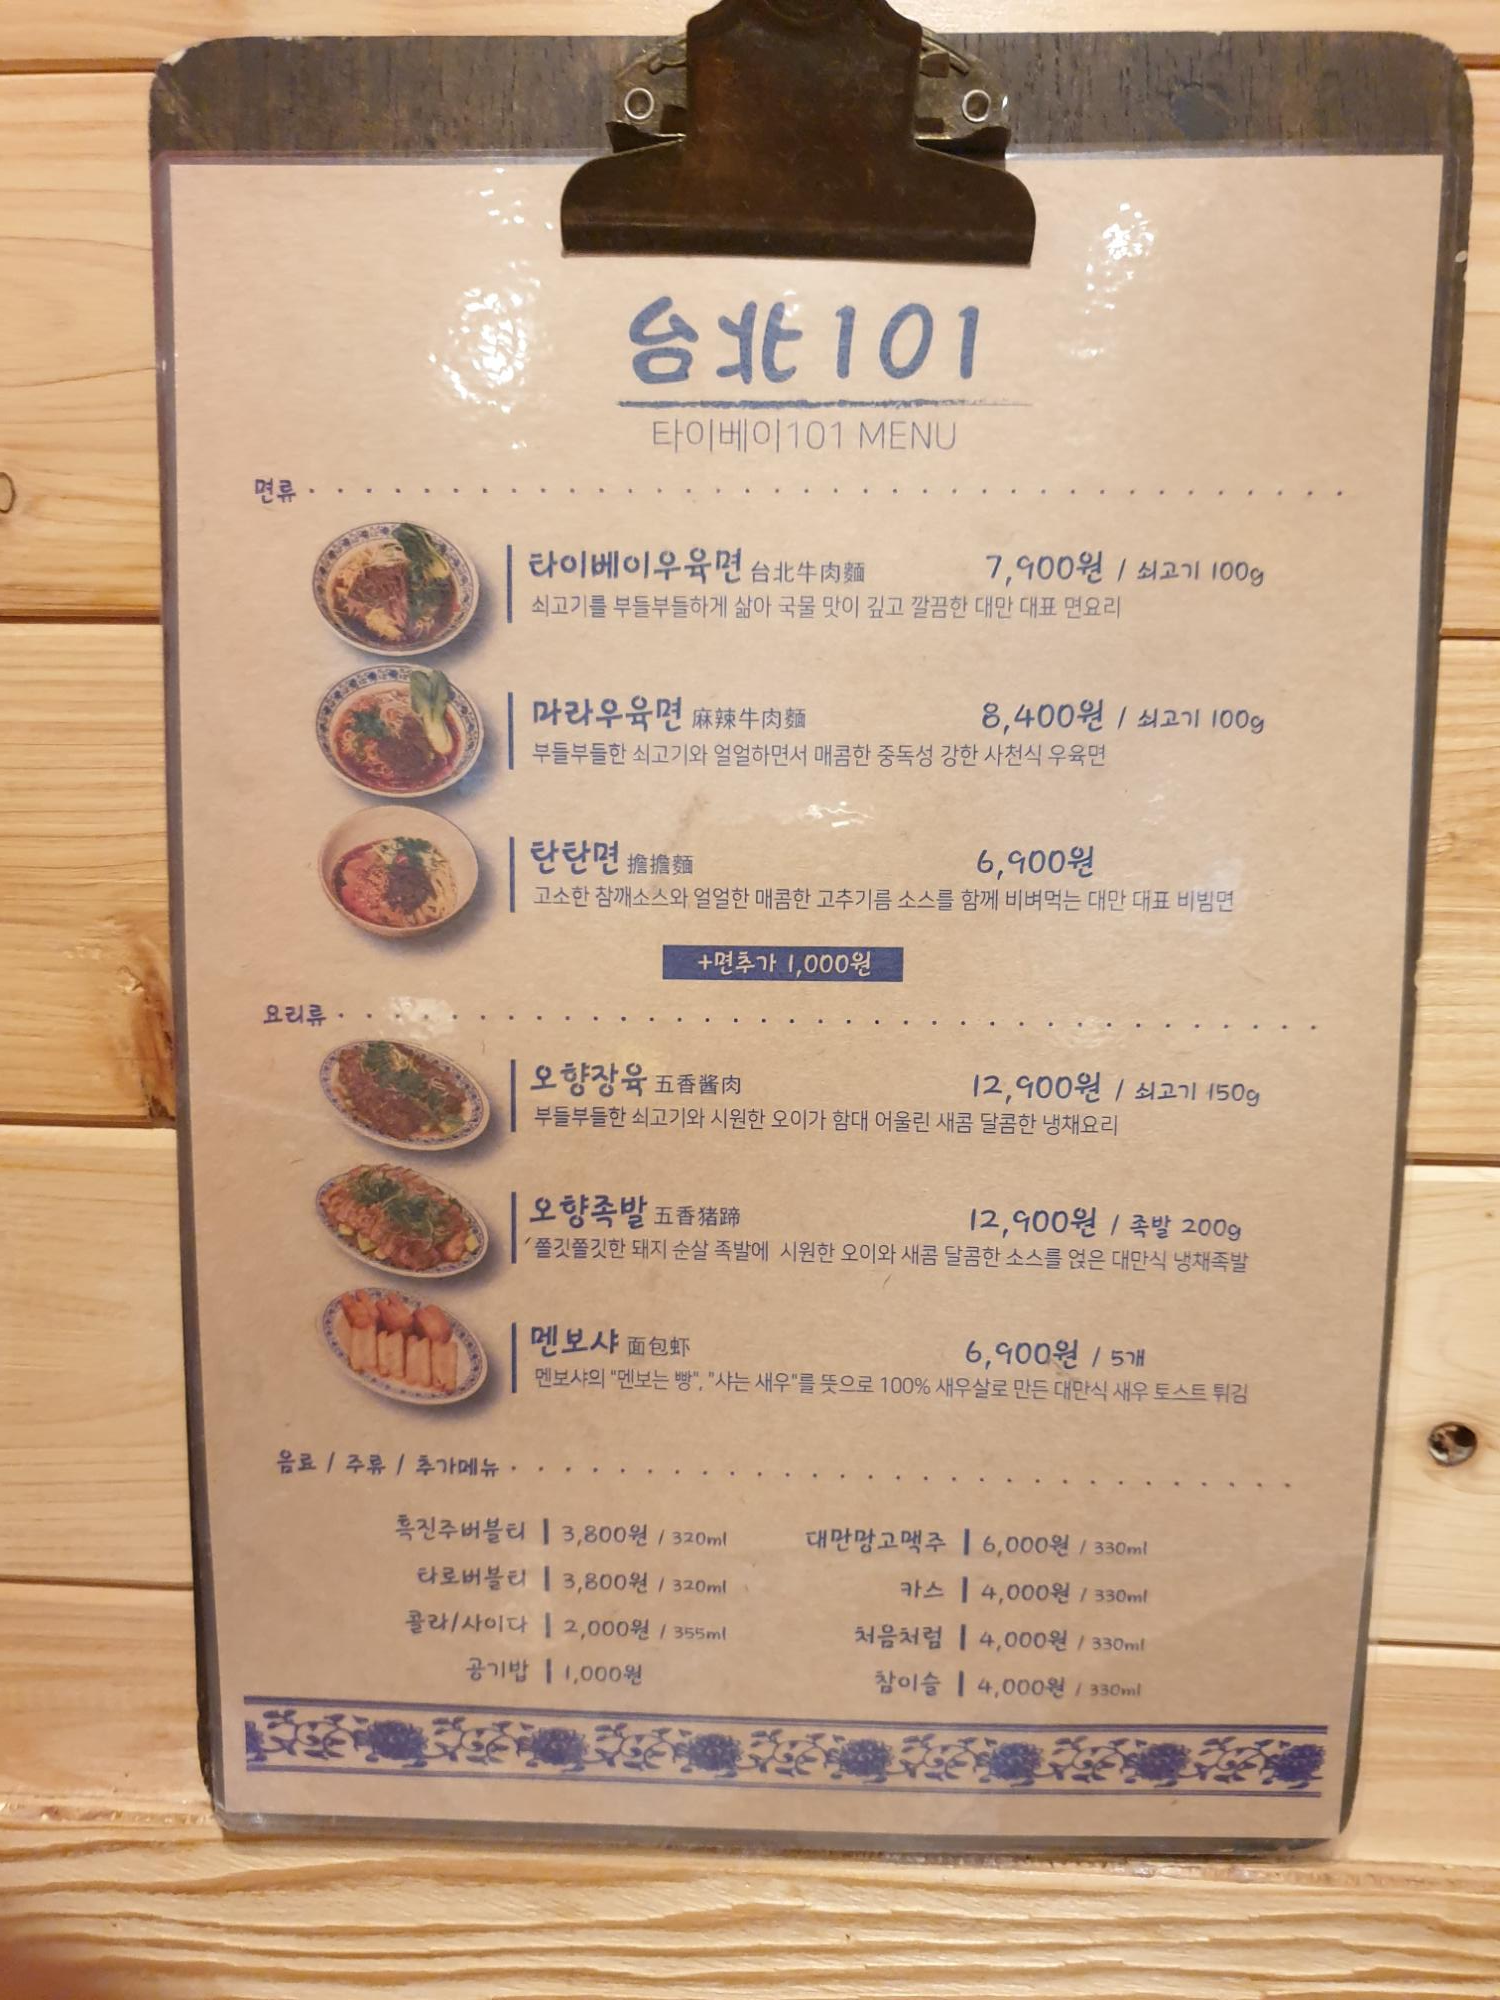 台北101
타이베이101 MENU
면류
타이베이우육면 台北牛肉麵 7,900원 / 쇠고기 100g
쇠고기를 부들부들하게 삶아 국물 맛이 깊고 깔끔한 대만 대표 면요리
마라우육면 麻辣牛肉麵 8,400원 / 쇠고기 100g
부들부들한 쇠고기와 얼얼하면서 매콤한 중독성 강한 사천식 우육면
탄탄면 擔擔麵 6,900원
고소한 참깨소스와 얼얼한 매콤한 고추기름 소스를 함께 비벼먹는 대만 대표 비빔면
+면추가 1,000원
요리류
오향장육 五香酱肉 12,900원 / 쇠고기 150g
부들부들한 쇠고기와 시원한 오이가 함대 어울린 새콤 달콤한 냉채요리
오향족발 五香猪蹄 12,900원 / 족발 200g
쫄깃쫄깃한 돼지 순살 족발에 시원한 오이와 새콤 달콤한 소스를 얹은 대만식 냉채족발
멘보샤 面包虾 6,900원 / 5개
멘보샤의 "멘보는 빵", "샤는 새우"를 뜻으로 100% 새우살로 만든 대만식 새우 토스트 튀김
음료 / 주류 / 추가메뉴
흑진주버블티 | 3,800원 / 320ml
타로버블티 | 3,800원 / 320ml
콜라/사이다 | 2,000원 / 355ml
공기밥 | 1,000원
대만망고맥주 | 6,000원 / 330ml
카스 | 4,000원 / 330ml
처음처럼 | 4,000원 / 330ml
참이슬 | 4,000원 / 330ml